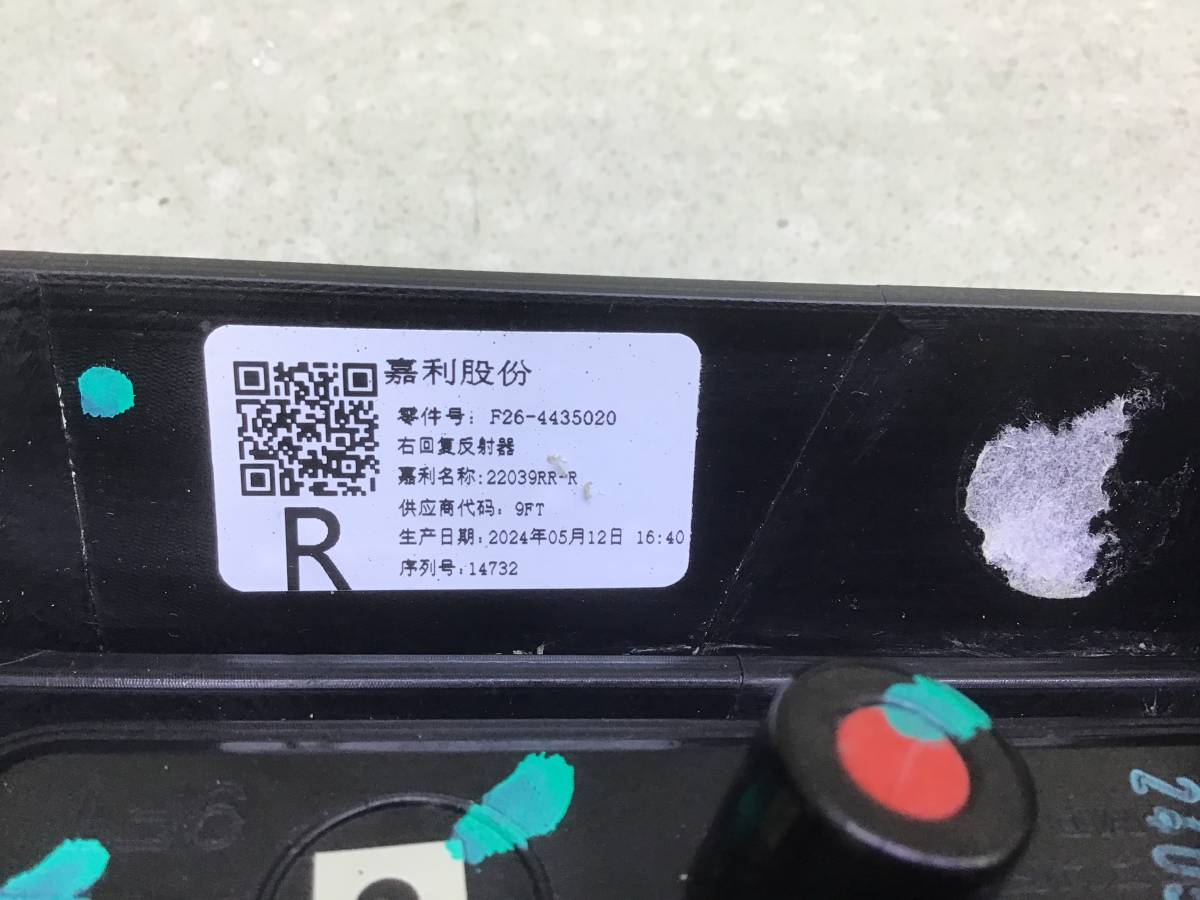 嘉利股份
零件号: F26-4435020
右回复反射器
嘉利名称:22039RR-R
供应商代码: 9FT
生产日期:2024年05月12日 16:40
序列号:14732
R